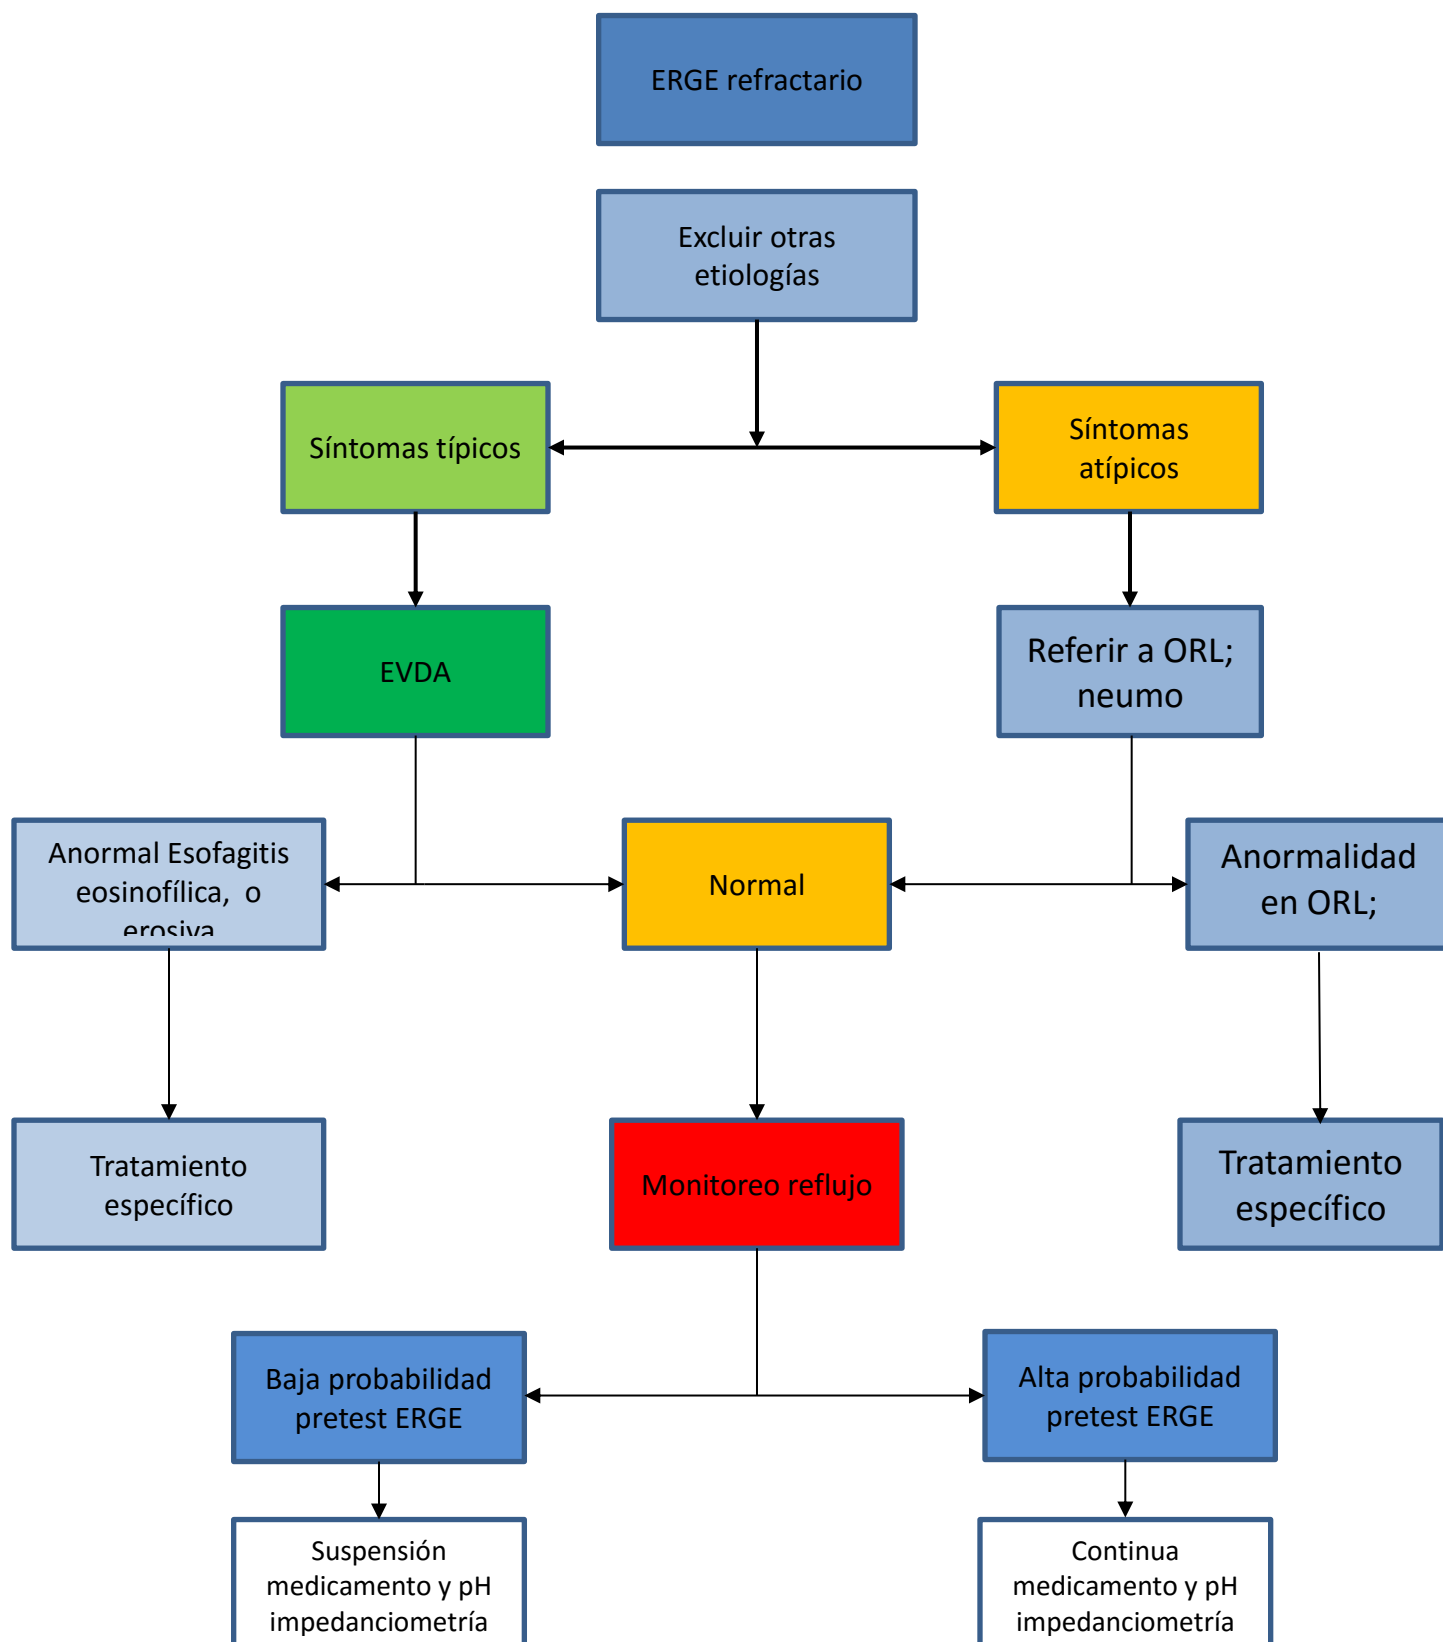 ERGE refractario
Excluir otras
etiologías
Síntomas típicos
Síntomas
atípicos
EVDA
Referir a ORL;
neumo
Anormal Esofagitis
eosinofílica, o
erosiva
Normal
Anormalidad
en ORL;
Tratamiento
específico
Monitoreo reflujo
Tratamiento
específico
Baja probabilidad
pretest ERGE
Alta probabilidad
pretest ERGE
Suspensión
medicamento y pH
impedanciometría
Continua
medicamento y pH
impedanciometría